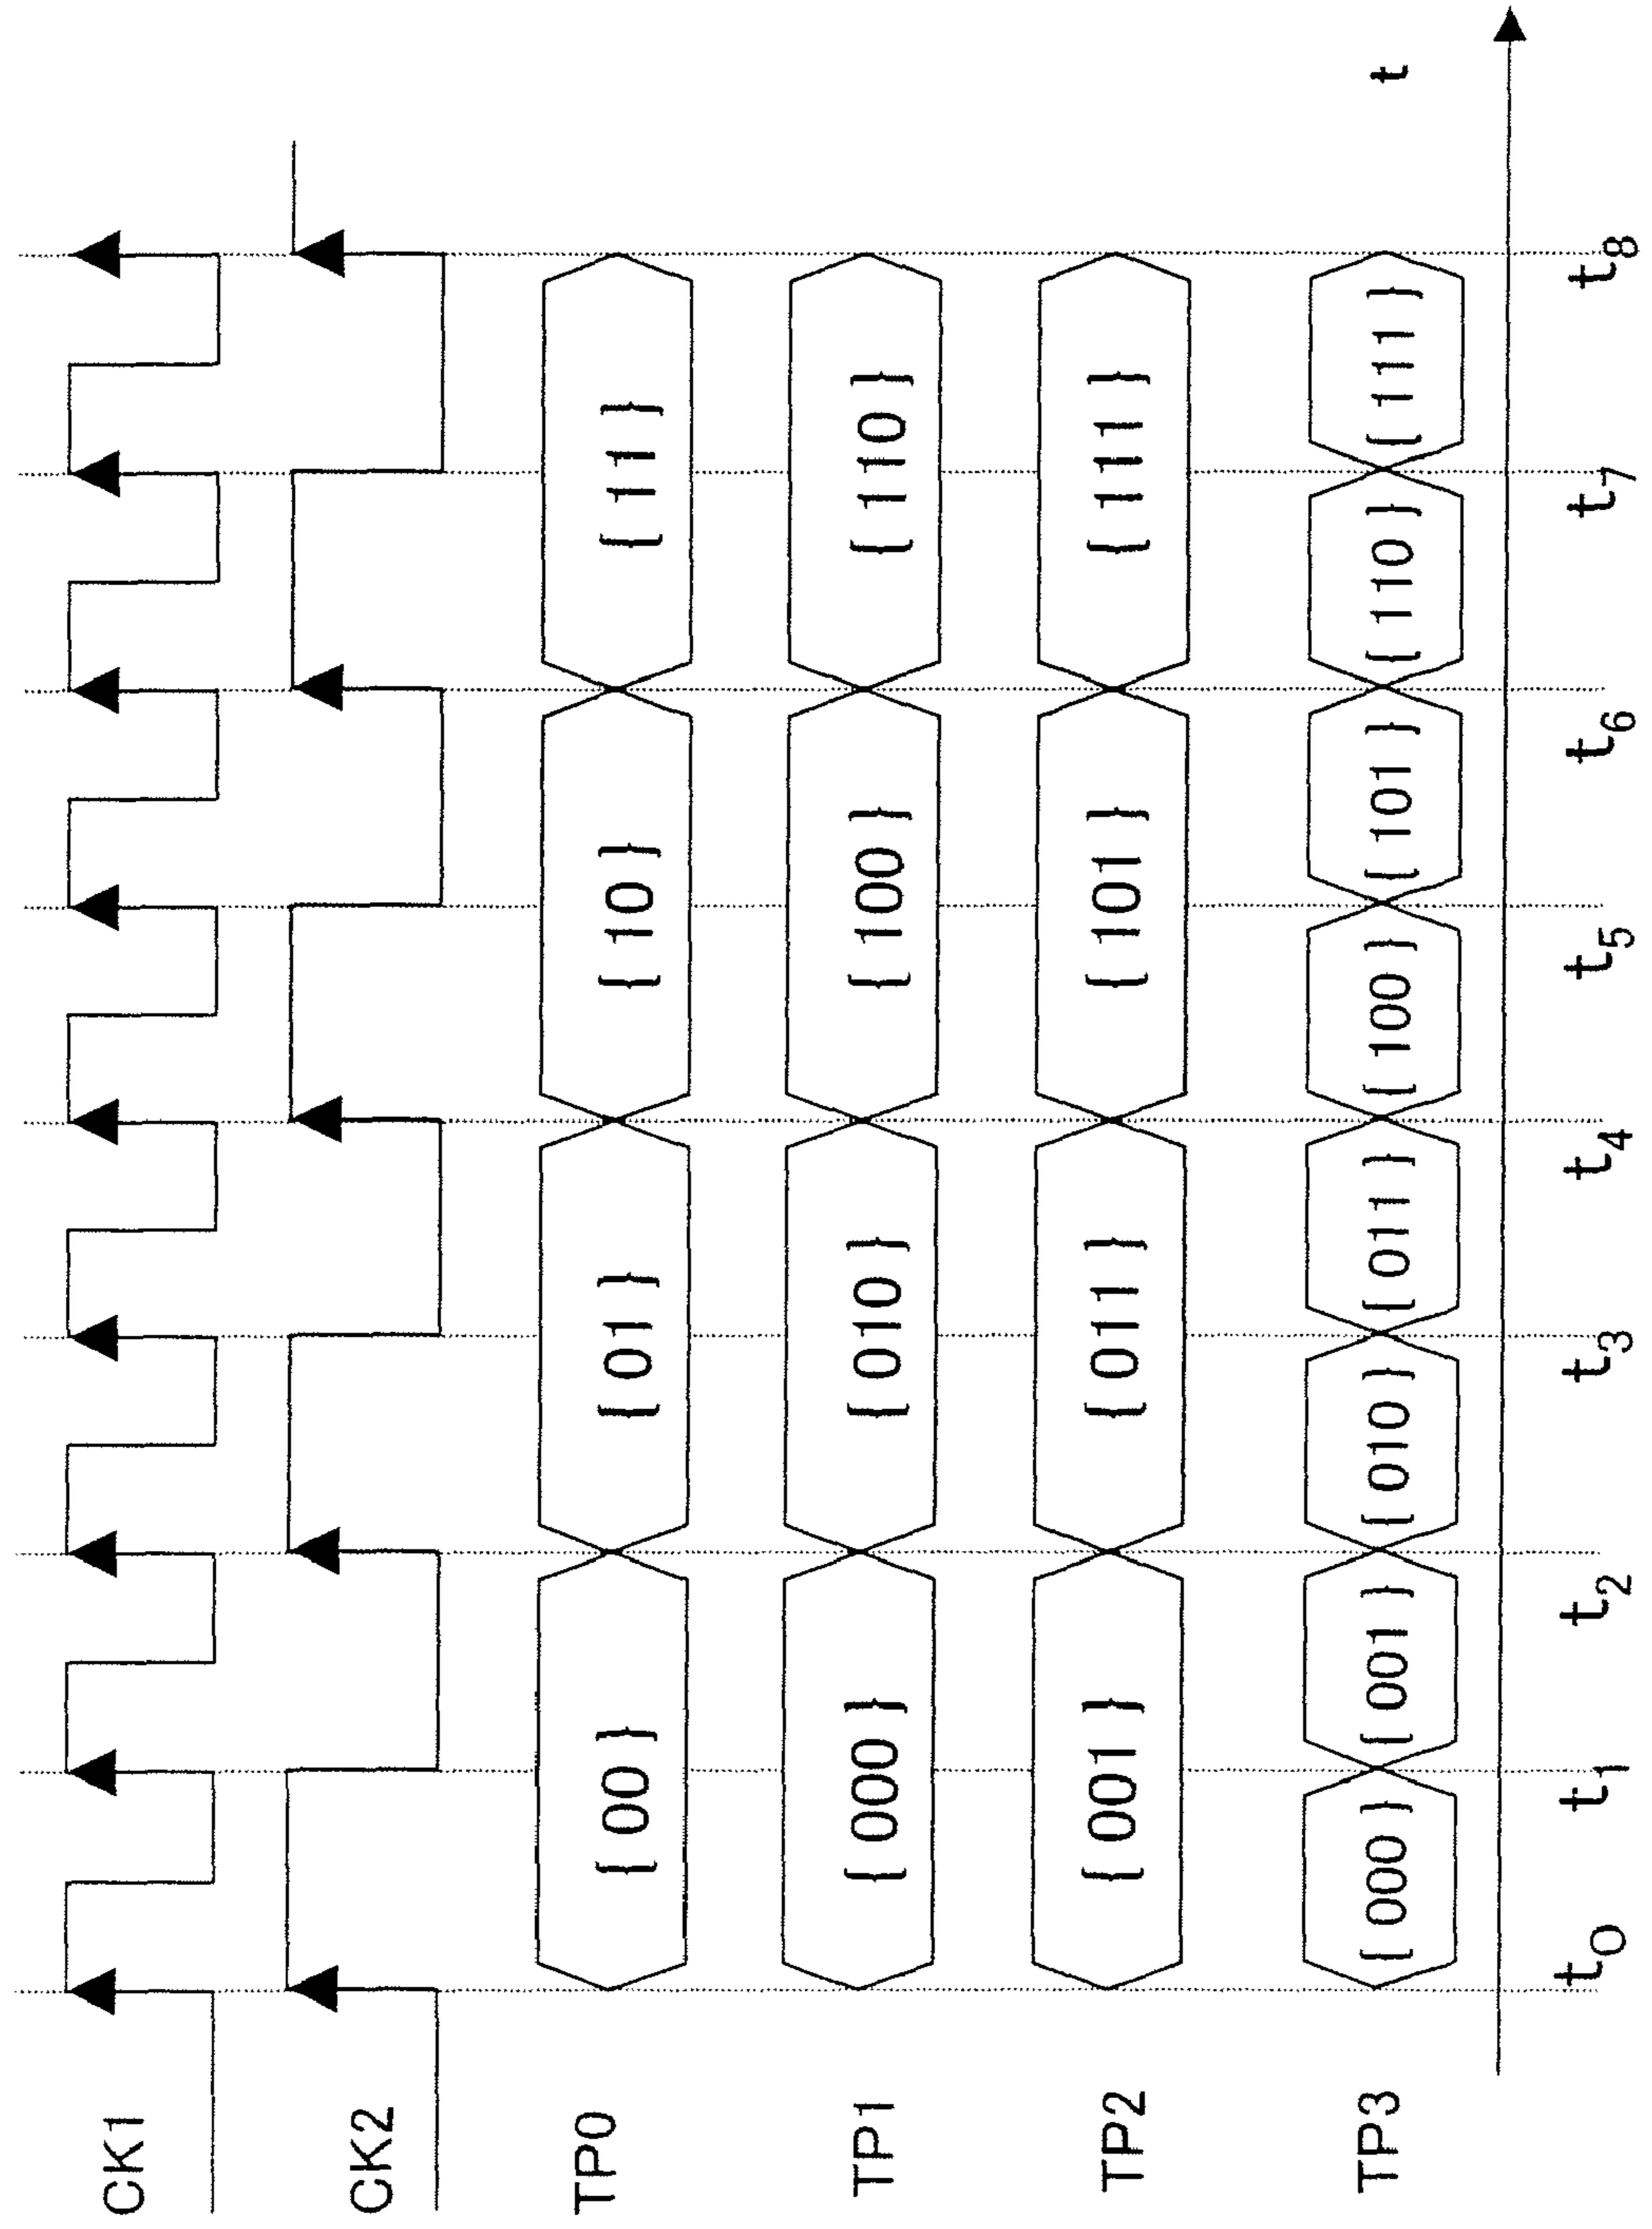 CK1
CK2
TP0 { 00 } { 01 } { 10 } { 11 }
TP1 { 000 } { 010 } { 100 } { 110 }
TP2 { 001 } { 011 } { 101 } { 111 }
TP3 { 000 } { 001 } { 010 } { 011 } { 100 } { 101 } { 110 } { 111 } t
t0 t1 t2 t3 t4 t5 t6 t7 t8